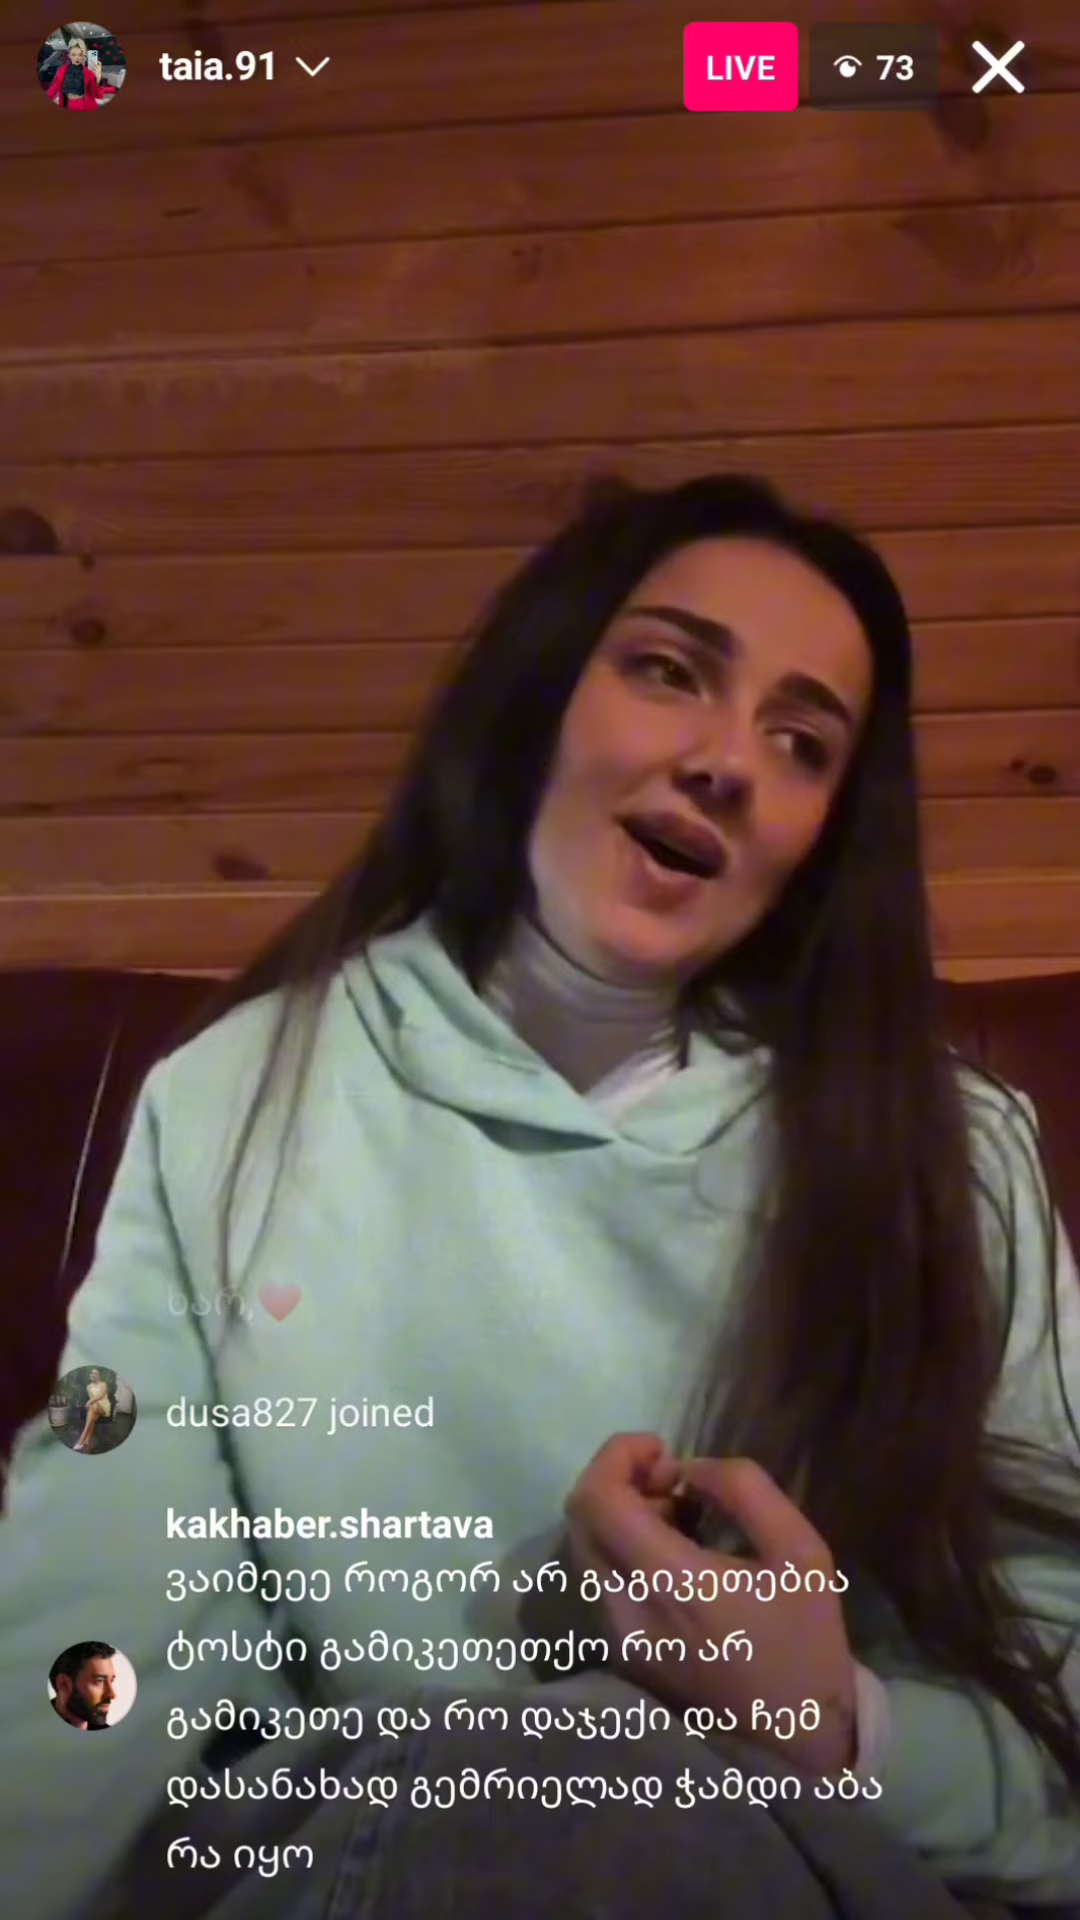 taia.91
LIVE
73
ხარ,❤️
dusa827 joined
kakhaber.shartava
ვაიმეეე როგორ არ გაგიკეთებია
ტოსტი გამიკეთეთქო რო არ
გამიკეთე და რო დაჯექი და ჩემ
დასანახად გემრიელად ჭამდი აბა
რა იყო